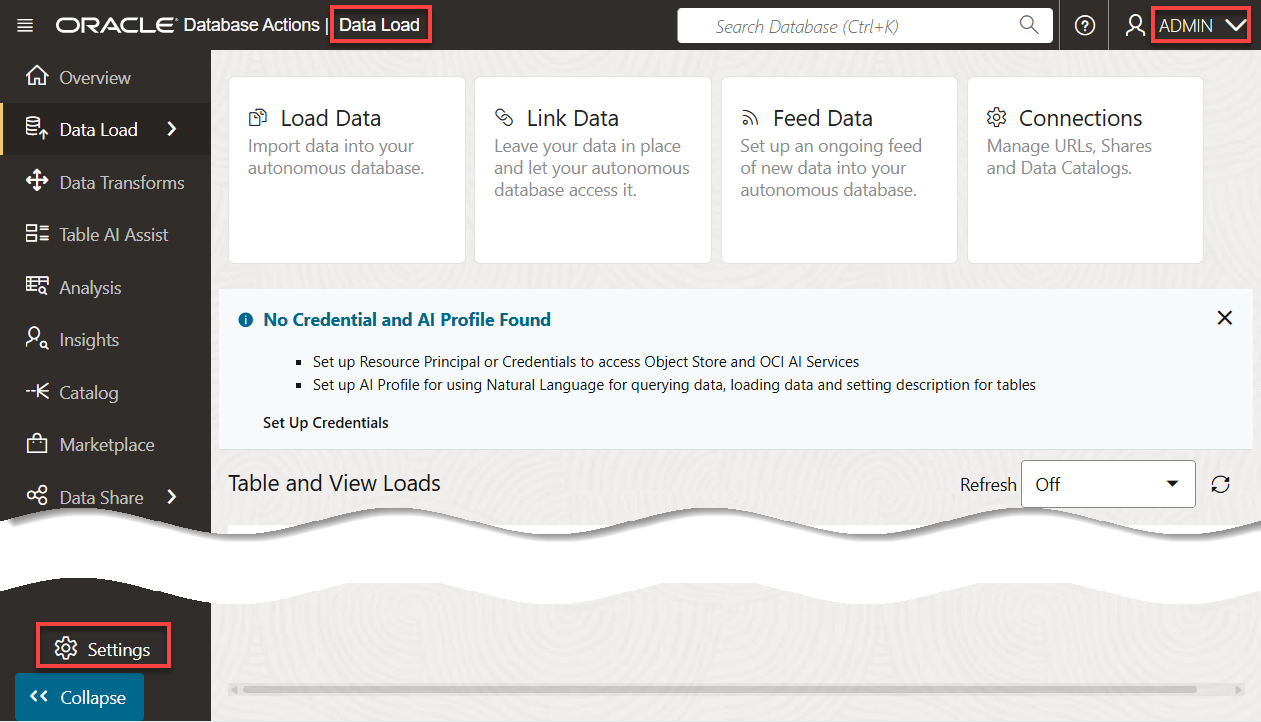 ORACLE Database Actions | Data Load
Search Database (Ctrl+K)
ADMIN
Overview
Data Load
Data Transforms
Table AI Assist
Analysis
Insights
Catalog
Marketplace
Data Share
Settings
Collapse
Load Data
Import data into your
autonomous database.
Link Data
Leave your data in place
and let your autonomous
database access it.
Feed Data
Set up an ongoing feed
of new data into your
autonomous database.
Connections
Manage URLs, Shares
and Data Catalogs.
No Credential and AI Profile Found
Set up Resource Principal or Credentials to access Object Store and OCI AI Services
Set up AI Profile for using Natural Language for querying data, loading data and setting description for tables
Set Up Credentials
Table and View Loads
Refresh Off